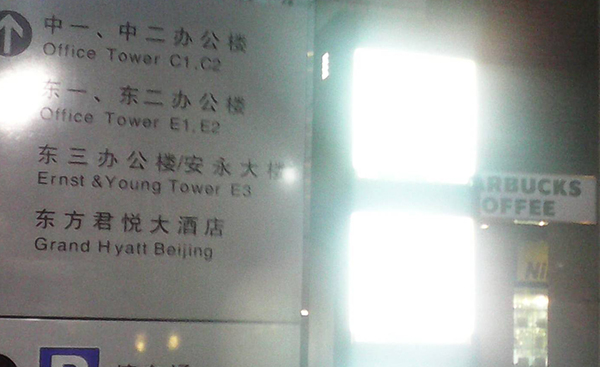 中一、中二办公楼
Office Tower C1,C2
东一、东二办公楼
Office Tower E1,E2
东三办公楼/安永大楼
Ernst &Young Tower E3
东方君悦大酒店
Grand Hyatt Beijing
ARBUCKS
OFFEE
P